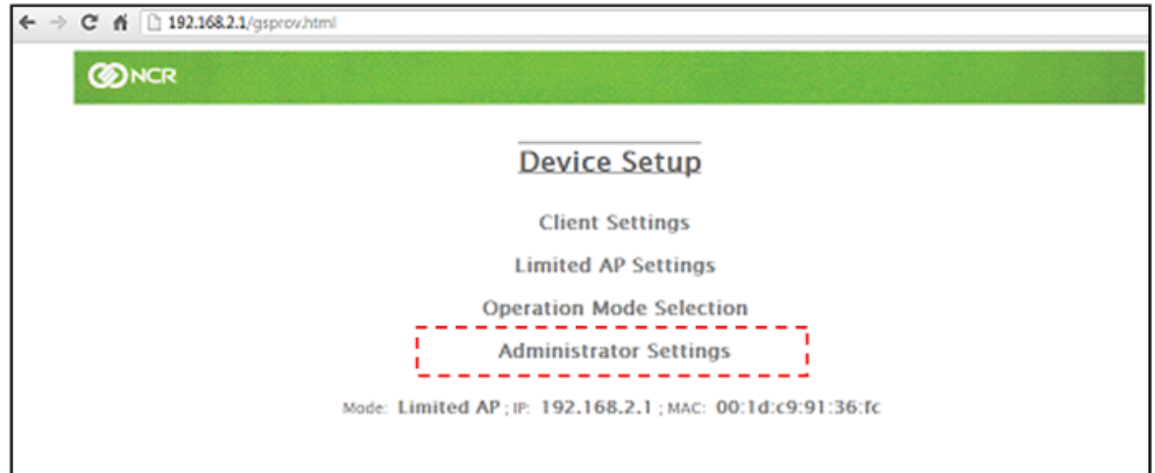 192.168.2.1/gsprov.html
NCR
Device Setup
Client Settings
Limited AP Settings
Operation Mode Selection
Administrator Settings
Mode: Limited AP ; IP: 192.168.2.1 ; MAC: 00:1d:c9:91:36:fc